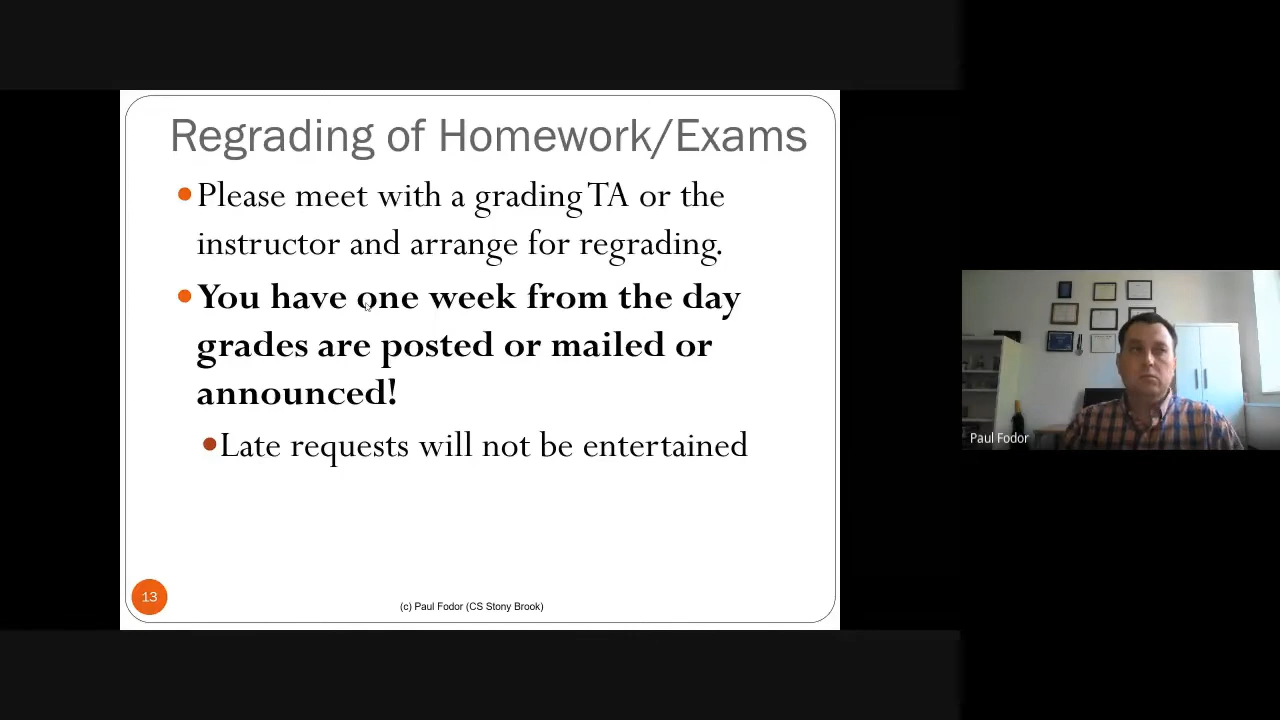 Regrading of Homework/Exams
Please meet with a grading TA or the
instructor and arrange for regrading.
You have one week from the day
grades are posted or mailed or
announced!
Late requests will not be entertained
13
(c) Paul Fodor (CS Stony Brook)
Paul Fodor